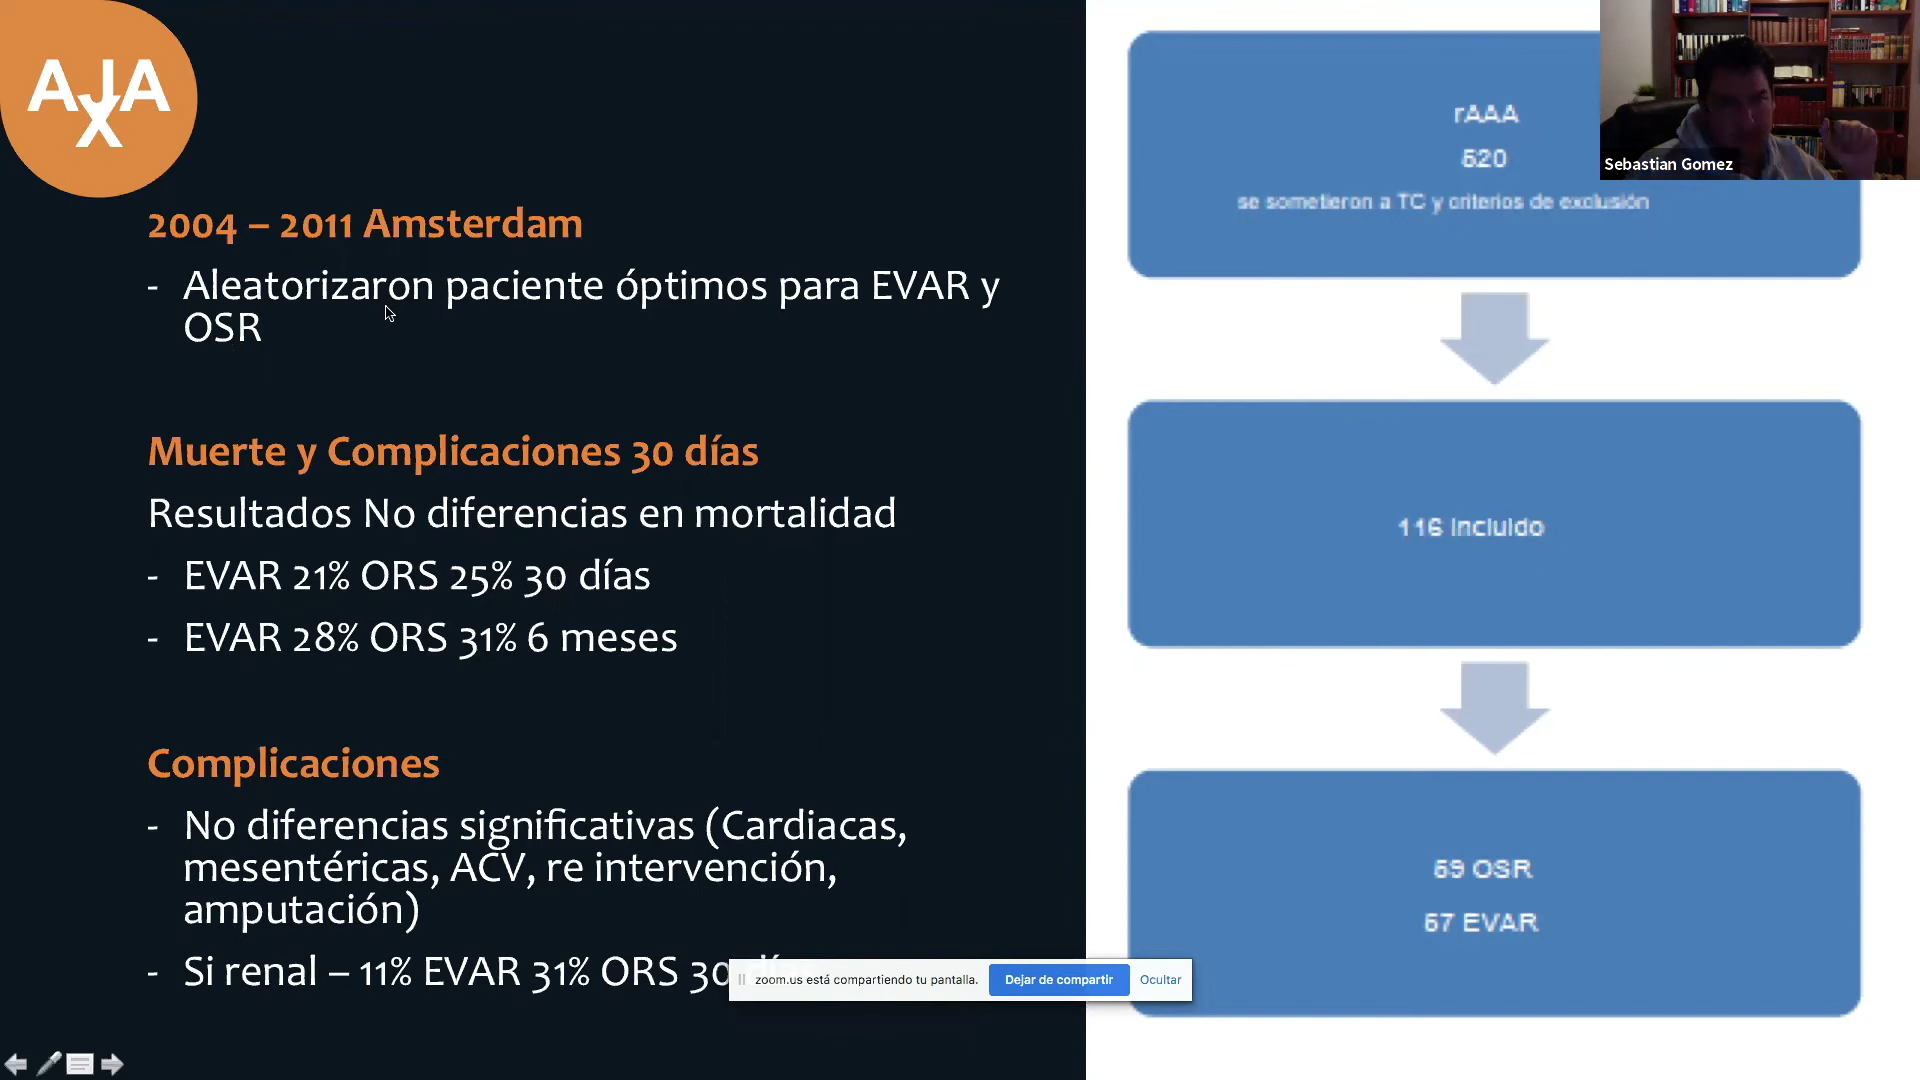 AJA
X
2004 – 2011 Amsterdam
- Aleatorizaron paciente óptimos para EVAR y
OSR
Muerte y Complicaciones 30 días
Resultados No diferencias en mortalidad
- EVAR 21% ORS 25% 30 días
- EVAR 28% ORS 31% 6 meses
Complicaciones
- No diferencias significativas (Cardiacas,
mesentéricas, ACV, re intervención,
amputación)
- Si renal – 11% EVAR 31% ORS 30
rAAA
520
se sometieron a TC y criterios de exclusión
116 Incluido
59 OSR
57 EVAR
Sebastian Gomez
zoom.us está compartiendo tu pantalla.
Dejar de compartir
Ocultar